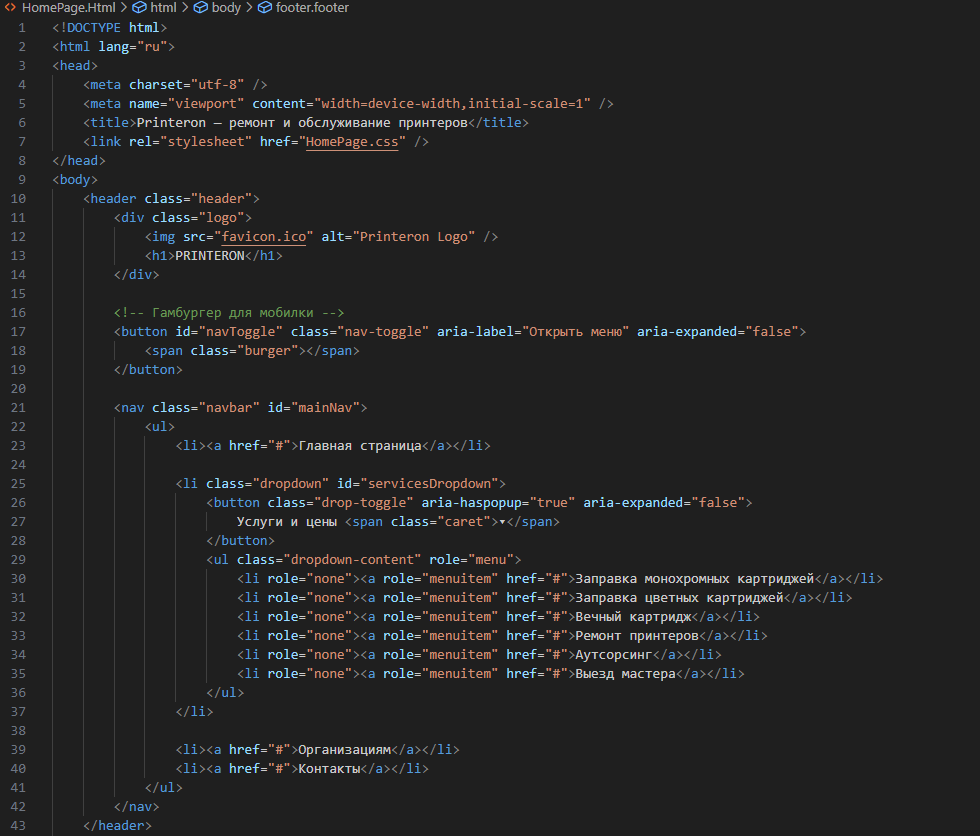 HomePage.Html > html > body > footer.footer
1 <!DOCTYPE html>
2 <html lang="ru">
3 <head>
4 <meta charset="utf-8" />
5 <meta name="viewport" content="width=device-width,initial-scale=1" />
6 <title>Printeron — ремонт и обслуживание принтеров</title>
7 <link rel="stylesheet" href="HomePage.css" />
8 </head>
9 <body>
10 <header class="header">
11 <div class="logo">
12 <img src="favicon.ico" alt="Printeron Logo" />
13 <h1>PRINTERON</h1>
14 </div>
15
16 <!-- Гамбургер для мобилки -->
17 <button id="navToggle" class="nav-toggle" aria-label="Открыть меню" aria-expanded="false">
18 <span class="burger"></span>
19 </button>
20
21 <nav class="navbar" id="mainNav">
22 <ul>
23 <li><a href="#">Главная страница</a></li>
24
25 <li class="dropdown" id="servicesDropdown">
26 <button class="drop-toggle" aria-haspopup="true" aria-expanded="false">
27 Услуги и цены <span class="caret">▾</span>
28 </button>
29 <ul class="dropdown-content" role="menu">
30 <li role="none"><a role="menuitem" href="#">Заправка монохромных картриджей</a></li>
31 <li role="none"><a role="menuitem" href="#">Заправка цветных картриджей</a></li>
32 <li role="none"><a role="menuitem" href="#">Вечный картридж</a></li>
33 <li role="none"><a role="menuitem" href="#">Ремонт принтеров</a></li>
34 <li role="none"><a role="menuitem" href="#">Аутсорсинг</a></li>
35 <li role="none"><a role="menuitem" href="#">Выезд мастера</a></li>
36 </ul>
37 </li>
38
39 <li><a href="#">Организациям</a></li>
40 <li><a href="#">Контакты</a></li>
41 </ul>
42 </nav>
43 </header>